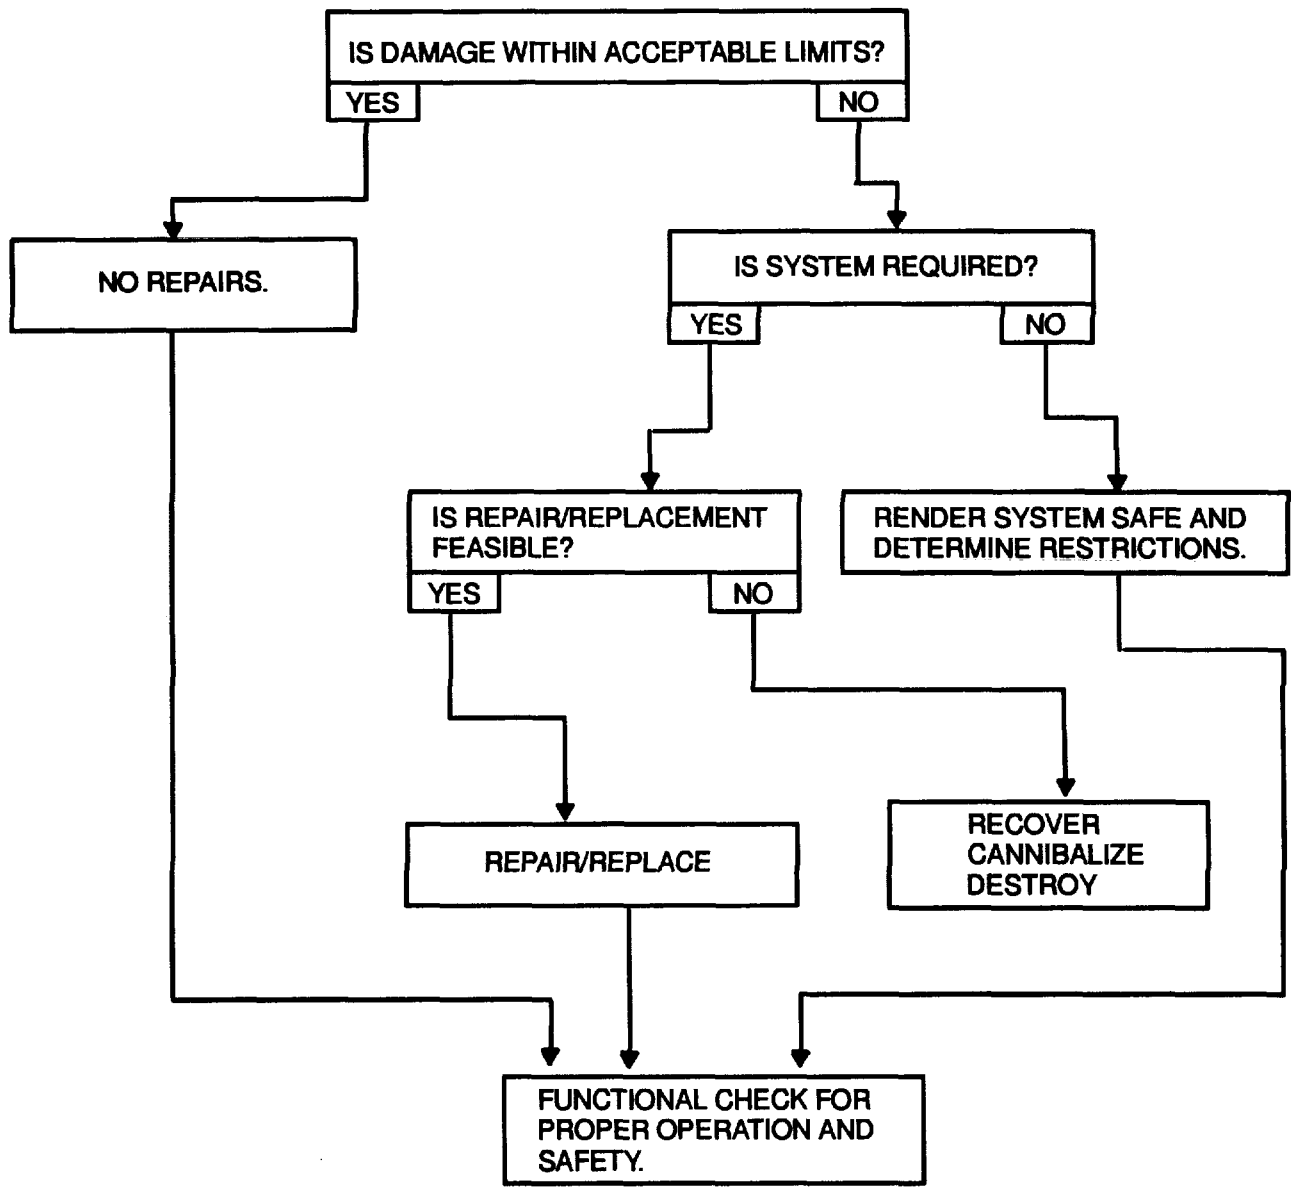 IS DAMAGE WITHIN ACCEPTABLE LIMITS?
YES
NO
NO REPAIRS.
IS SYSTEM REQUIRED?
YES
NO
IS REPAIR/REPLACEMENT
FEASIBLE?
YES
NO
RENDER SYSTEM SAFE AND
DETERMINE RESTRICTIONS.
REPAIR/REPLACE
RECOVER
CANNIBALIZE
DESTROY
FUNCTIONAL CHECK FOR
PROPER OPERATION AND
SAFETY.